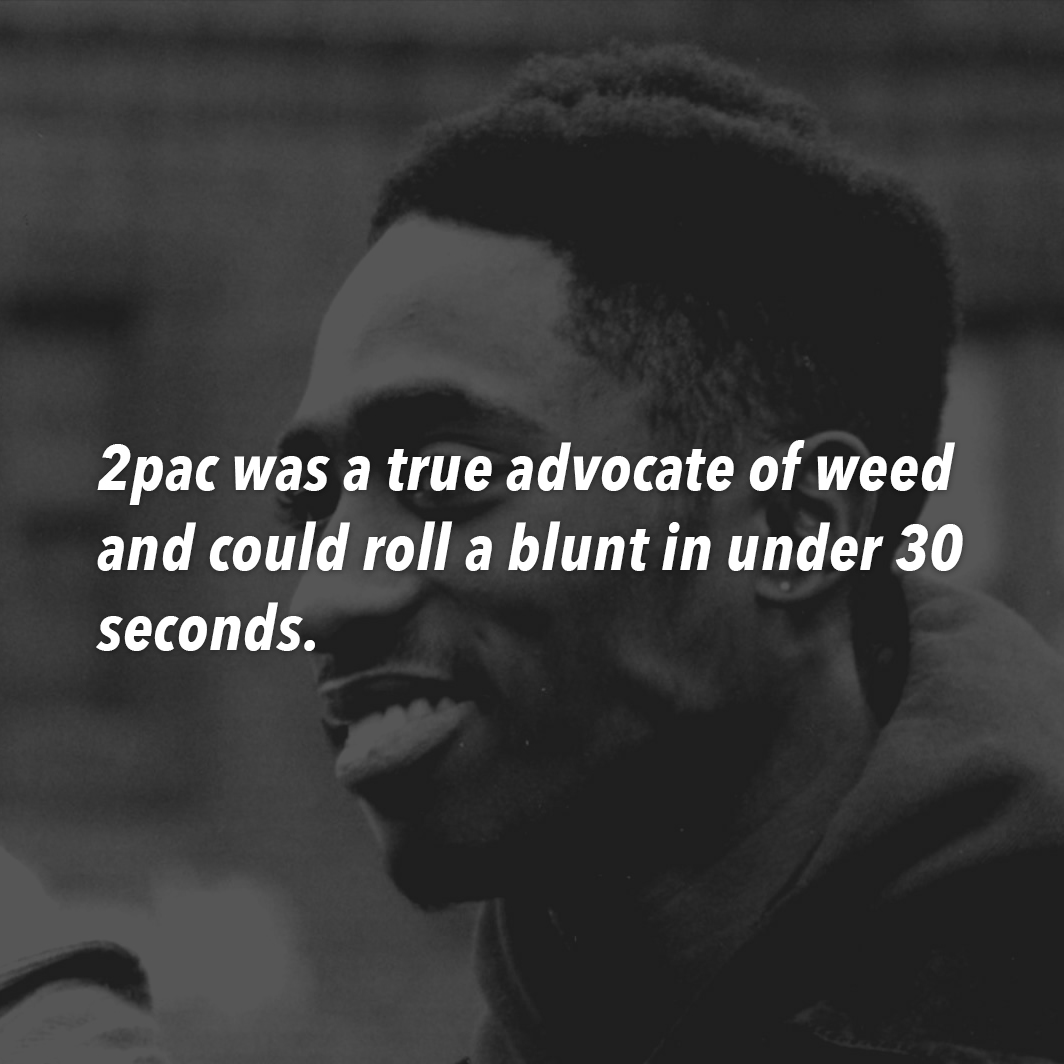 2pac was a true advocate of weed
and could roll a blunt in under 30
seconds.